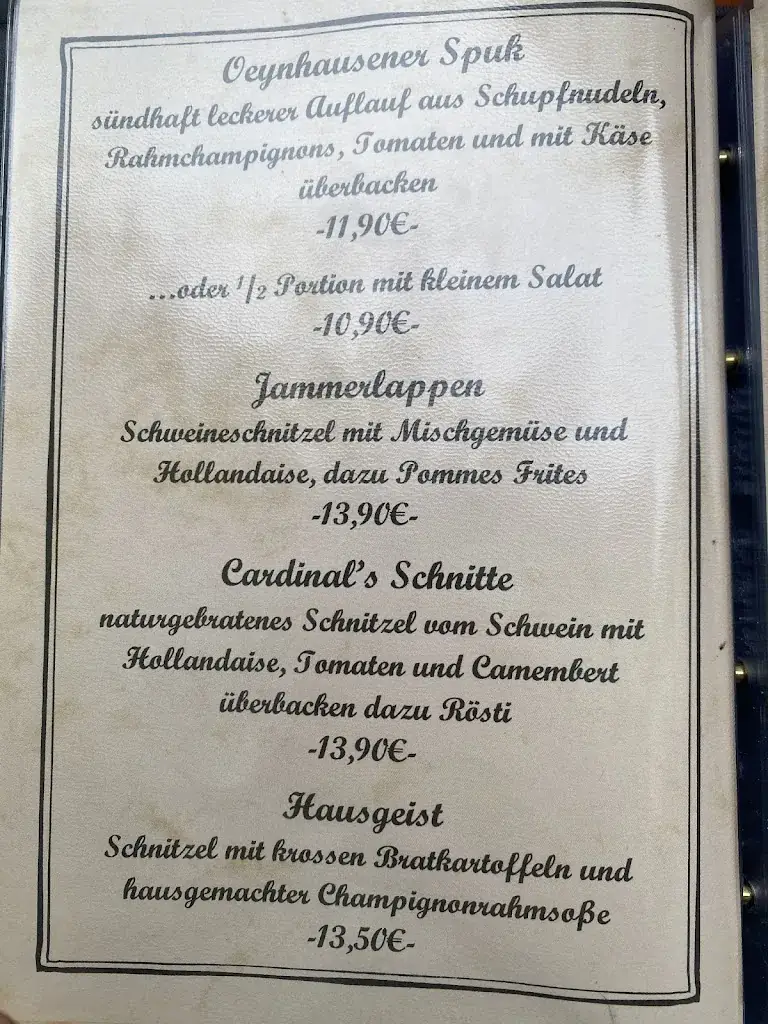 Oeynhausener Spuk
sündhaft leckerer Auflauf aus Schupfnudeln,
Rahmchampignons, Tomaten und mit Käse
überbacken
-11,90€-
...oder 1/2 Portion mit kleinem Salat
-10,90€-
Jammerlappen
Schweineschnitzel mit Mischgemüse und
Hollandaise, dazu Pommes Frites
-13,90€-
Cardinal's Schnitte
naturgebratenes Schnitzel vom Schwein mit
Hollandaise, Tomaten und Camembert
überbacken dazu Rösti
-13,90€-
Hausgeist
Schnitzel mit krossen Bratkartoffeln und
hausgemachter Champignonrahmsoße
-13,50€-